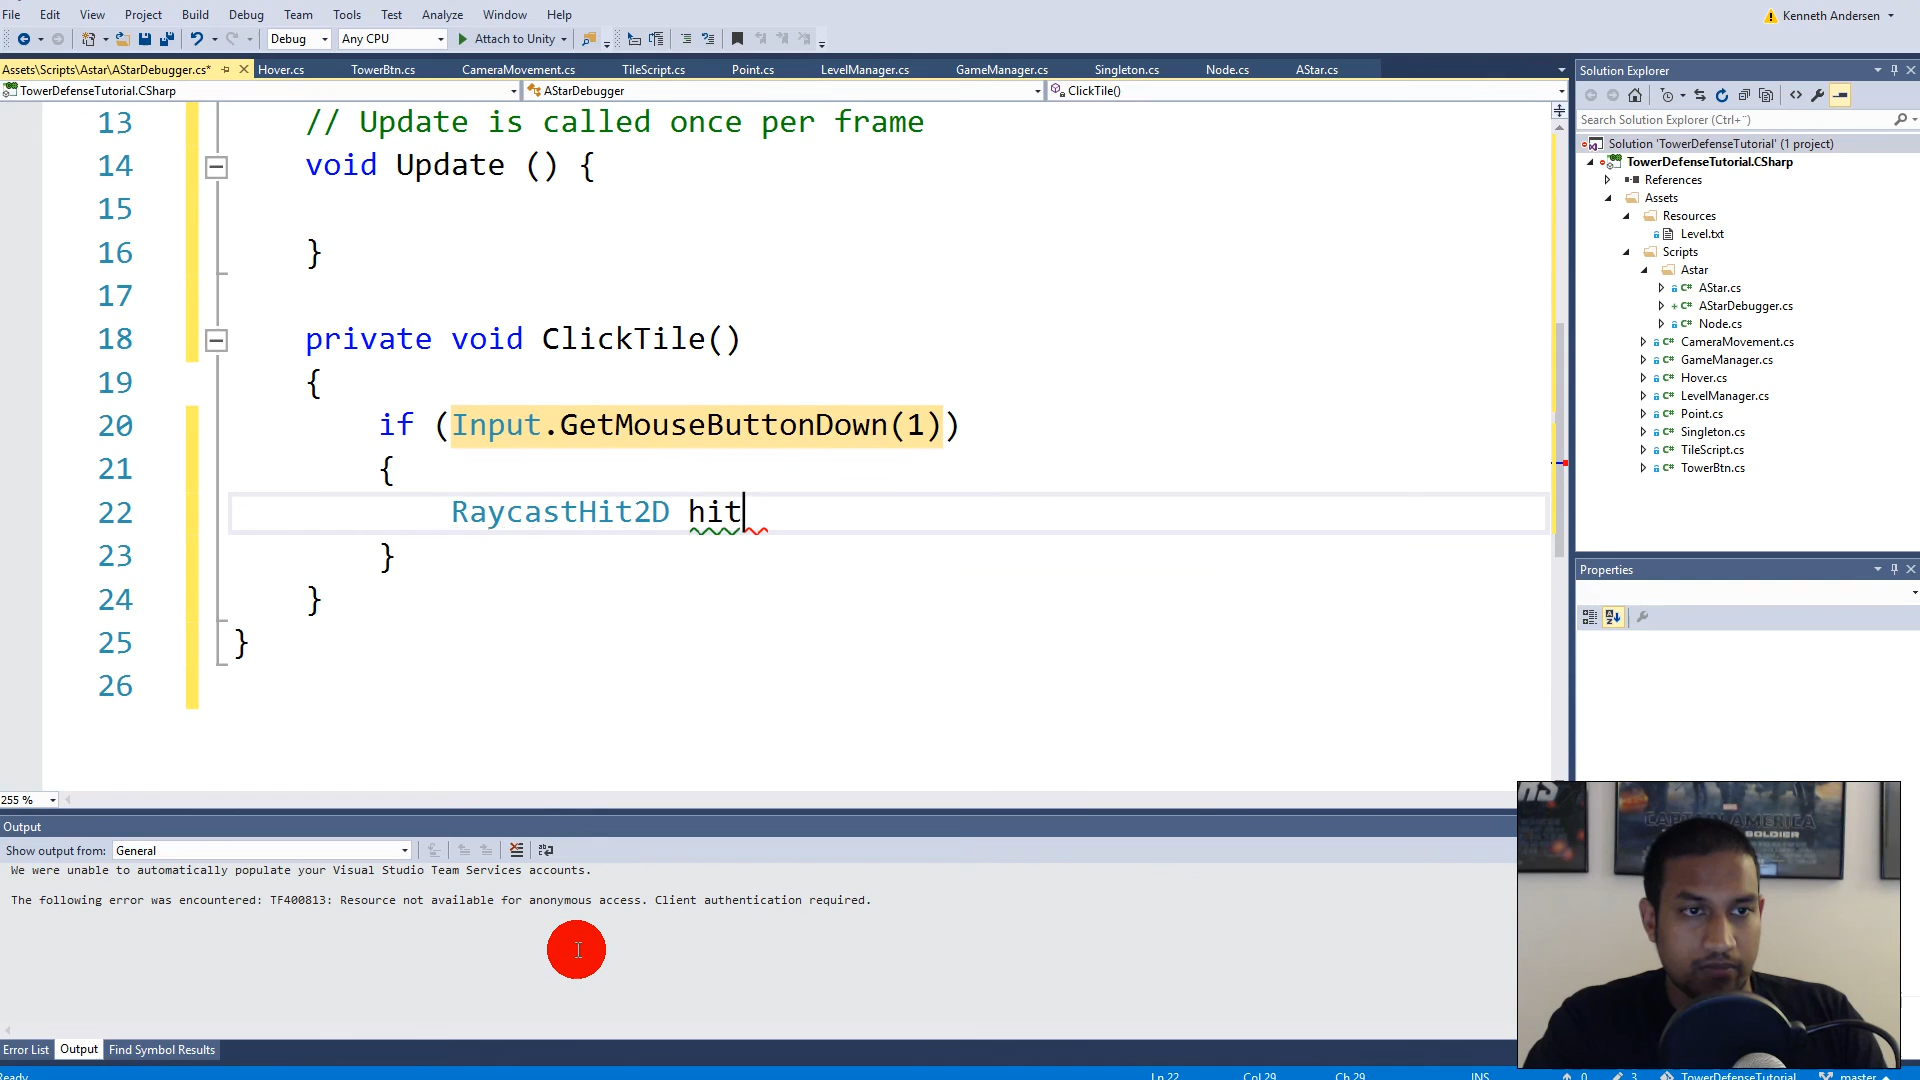 File Edit View Project Build Debug Team Tools Test Analyze Window Help
Kenneth Andersen
Debug Any CPU Attach to Unity
Assets\Scripts\Astar\AStarDebugger.cs* Hover.cs TowerBtn.cs CameraMovement.cs TileScript.cs Point.cs LevelManager.cs GameManager.cs Singleton.cs Node.cs AStar.cs
TowerDefenseTutorial.CSharp AStarDebugger ClickTile()
13 // Update is called once per frame
14 void Update () {
15
16 }
17
18 private void ClickTile()
19 {
20 if (Input.GetMouseButtonDown(1))
21 {
22 RaycastHit2D hit
23 }
24 }
25 }
26
255 %
Solution Explorer
Search Solution Explorer (Ctrl+¨)
Solution 'TowerDefenseTutorial' (1 project)
TowerDefenseTutorial.CSharp
References
Assets
Resources
Level.txt
Scripts
Astar
AStar.cs
AStarDebugger.cs
Node.cs
CameraMovement.cs
GameManager.cs
Hover.cs
LevelManager.cs
Point.cs
Singleton.cs
TileScript.cs
TowerBtn.cs
Properties
Output
Show output from: General
We were unable to automatically populate your Visual Studio Team Services accounts.
The following error was encountered: TF400813: Resource not available for anonymous access. Client authentication required.
CAPTAIN AMERICA
SOLDIER
Error List Output Find Symbol Results
Ready Ln 22 Col 29 Ch 29 INS 0 3 TowerDefenseTutorial master